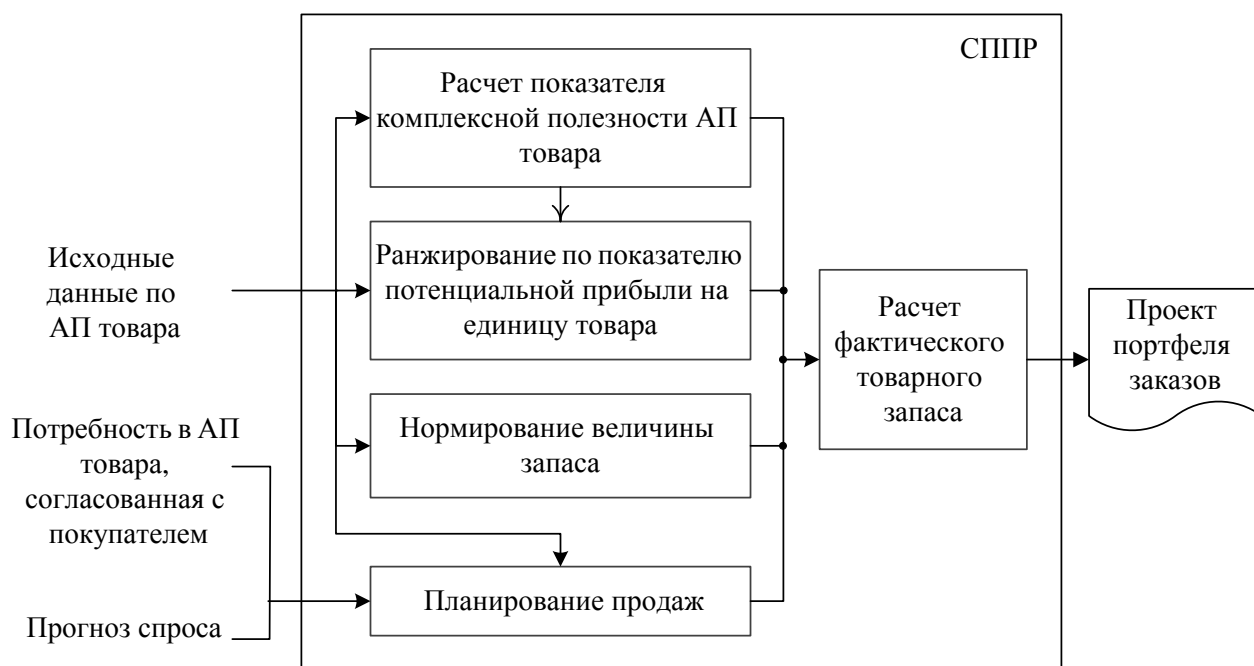 СППР
Расчет показателя
комплексной полезности АП
товара
Ранжирование по показателю
потенциальной прибыли на
единицу товара
Нормирование величины
запаса
Планирование продаж
Исходные
данные по
АП товара
Потребность в АП
товара,
согласованная с
покупателем
Прогноз спроса
Расчет
фактического
товарного
запаса
Проект
портфеля
заказов